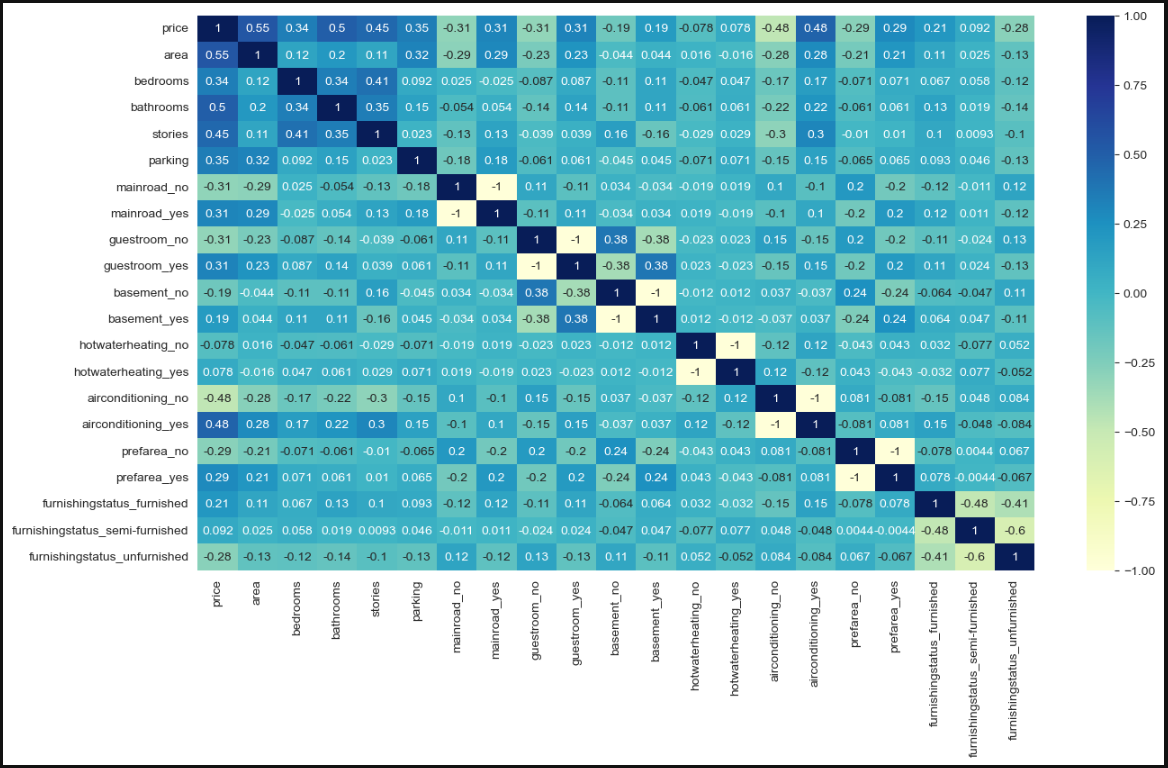 price 1 0.55 0.34 0.5 0.45 0.35 -0.31 0.31 -0.31 0.31 -0.19 0.19 -0.078 0.078 -0.48 0.48 -0.29 0.29 0.21 0.092 -0.28
area 0.55 1 0.12 0.2 0.11 0.32 -0.29 0.29 -0.23 0.23 -0.044 0.044 0.016 -0.016 -0.28 0.28 -0.21 0.21 0.11 0.025 -0.13
bedrooms 0.34 0.12 1 0.34 0.41 0.092 0.025 -0.025 -0.087 0.087 -0.11 0.11 -0.047 0.047 -0.17 0.17 -0.071 0.071 0.067 0.058 -0.12
bathrooms 0.5 0.2 0.34 1 0.35 0.15 -0.054 0.054 -0.14 0.14 -0.11 0.11 -0.061 0.061 -0.22 0.22 -0.061 0.061 0.13 0.019 -0.14
stories 0.45 0.11 0.41 0.35 1 0.023 -0.13 0.13 -0.039 0.039 0.16 -0.16 -0.029 0.029 -0.3 0.3 -0.01 0.01 0.1 0.0093 -0.1
parking 0.35 0.32 0.092 0.15 0.023 1 -0.18 0.18 -0.061 0.061 -0.045 0.045 -0.071 0.071 -0.15 0.15 -0.065 0.065 0.093 0.046 -0.13
mainroad_no -0.31 -0.29 0.025 -0.054 -0.13 -0.18 1 -1 0.11 -0.11 0.034 -0.034 -0.019 0.019 0.1 -0.1 0.2 -0.2 -0.12 -0.011 0.12
mainroad_yes 0.31 0.29 -0.025 0.054 0.13 0.18 -1 1 -0.11 0.11 -0.034 0.034 0.019 -0.019 -0.1 0.1 -0.2 0.2 0.12 0.011 -0.12
guestroom_no -0.31 -0.23 -0.087 -0.14 -0.039 -0.061 0.11 -0.11 1 -1 0.38 -0.38 -0.023 0.023 0.15 -0.15 0.2 -0.2 -0.11 -0.024 0.13
guestroom_yes 0.31 0.23 0.087 0.14 0.039 0.061 -0.11 0.11 -1 1 -0.38 0.38 0.023 -0.023 -0.15 0.15 -0.2 0.2 0.11 0.024 -0.13
basement_no -0.19 -0.044 -0.11 -0.11 0.16 -0.045 0.034 -0.034 0.38 -0.38 1 -1 -0.012 0.012 0.037 -0.037 0.24 -0.24 -0.064 -0.047 0.11
basement_yes 0.19 0.044 0.11 0.11 -0.16 0.045 -0.034 0.034 -0.38 0.38 -1 1 0.012 -0.012 -0.037 0.037 -0.24 0.24 0.064 0.047 -0.11
hotwaterheating_no -0.078 0.016 -0.047 -0.061 -0.029 -0.071 -0.019 0.019 -0.023 0.023 -0.012 0.012 1 -1 -0.12 0.12 -0.043 0.043 0.032 -0.077 0.052
hotwaterheating_yes 0.078 -0.016 0.047 0.061 0.029 0.071 0.019 -0.019 0.023 -0.023 0.012 -0.012 -1 1 0.12 -0.12 0.043 -0.043 -0.032 0.077 -0.052
airconditioning_no -0.48 -0.28 -0.17 -0.22 -0.3 -0.15 0.1 -0.1 0.15 -0.15 0.037 -0.037 -0.12 0.12 1 -1 0.081 -0.081 -0.15 0.048 0.084
airconditioning_yes 0.48 0.28 0.17 0.22 0.3 0.15 -0.1 0.1 -0.15 0.15 -0.037 0.037 0.12 -0.12 -1 1 -0.081 0.081 0.15 -0.048 -0.084
prefarea_no -0.29 -0.21 -0.071 -0.061 -0.01 -0.065 0.2 -0.2 0.2 -0.2 0.24 -0.24 -0.043 0.043 0.081 -0.081 1 -1 -0.078 0.0044 0.067
prefarea_yes 0.29 0.21 0.071 0.061 0.01 0.065 -0.2 0.2 -0.2 0.2 -0.24 0.24 0.043 -0.043 -0.081 0.081 -1 1 0.078 -0.0044 -0.067
furnishingstatus_furnished 0.21 0.11 0.067 0.13 0.1 0.093 -0.12 0.12 -0.11 0.11 -0.064 0.064 0.032 -0.032 -0.15 0.15 -0.078 0.078 1 -0.48 -0.41
furnishingstatus_semi-furnished 0.092 0.025 0.058 0.019 0.0093 0.046 -0.011 0.011 -0.024 0.024 -0.047 0.047 -0.077 0.077 0.048 -0.048 0.0044 -0.0044 -0.48 1 -0.6
furnishingstatus_unfurnished -0.28 -0.13 -0.12 -0.14 -0.1 -0.13 0.12 -0.12 0.13 -0.13 0.11 -0.11 0.052 -0.052 0.084 -0.084 0.067 -0.067 -0.41 -0.6 1
price
area
bedrooms
bathrooms
stories
parking
mainroad_no
mainroad_yes
guestroom_no
guestroom_yes
basement_no
basement_yes
hotwaterheating_no
hotwaterheating_yes
airconditioning_no
airconditioning_yes
prefarea_no
prefarea_yes
furnishingstatus_furnished
furnishingstatus_semi-furnished
furnishingstatus_unfurnished
1.00
0.75
0.50
0.25
0.00
−0.25
−0.50
−0.75
−1.00